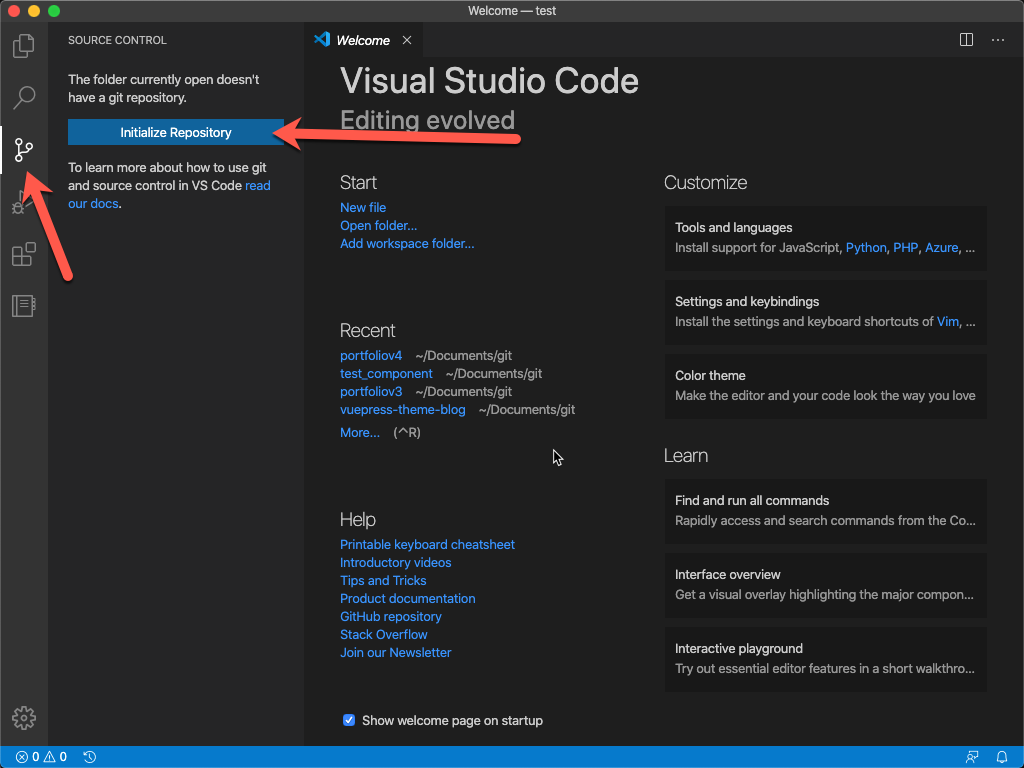 Welcome — test
SOURCE CONTROL
The folder currently open doesn't
have a git repository.
Initialize Repository
To learn more about how to use git
and source control in VS Code read
our docs.
Welcome
Visual Studio Code
Editing evolved
Start
New file
Open folder...
Add workspace folder...
Recent
portfoliov4 ~/Documents/git
test_component ~/Documents/git
portfoliov3 ~/Documents/git
vuepress-theme-blog ~/Documents/git
More... (^R)
Help
Printable keyboard cheatsheet
Introductory videos
Tips and Tricks
Product documentation
GitHub repository
Stack Overflow
Join our Newsletter
Show welcome page on startup
Customize
Tools and languages
Install support for JavaScript, Python, PHP, Azure, ...
Settings and keybindings
Install the settings and keyboard shortcuts of Vim, ...
Color theme
Make the editor and your code look the way you love
Learn
Find and run all commands
Rapidly access and search commands from the Co...
Interface overview
Get a visual overlay highlighting the major compon...
Interactive playground
Try out essential editor features in a short walkthro...
0 0